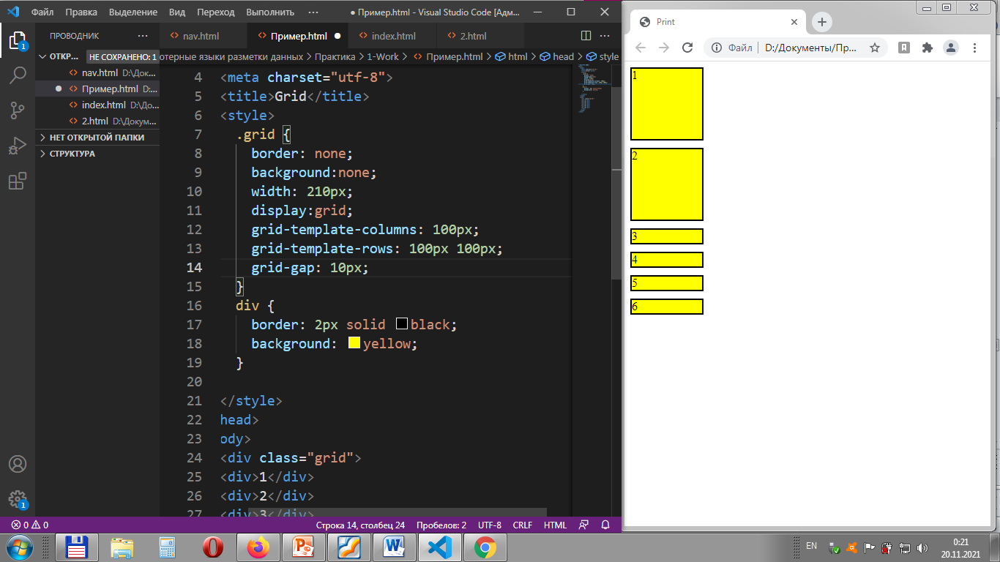 Файл Правка Выделение Вид Переход Выполнить ··· ● Пример.html - Visual Studio Code [Адм...
ПРОВОДНИК ···
nav.html Пример.html ● index.html 2.html ···
ОТКР... НЕ СОХРАНЕНО: 1
nav.html D:\Док...
Пример.html D:...
index.html D:\До...
2.html D:\Докум...
НЕТ ОТКРЫТОЙ ПАПКИ
СТРУКТУРА
1
1
ютерные языки разметки данных > Практика > 1-Work > Пример.html > html > head > style
4 <meta charset="utf-8">
5 <title>Grid</title>
6 <style>
7 .grid {
8 border: none;
9 background:none;
10 width: 210px;
11 display:grid;
12 grid-template-columns: 100px;
13 grid-template-rows: 100px 100px;
14 grid-gap: 10px;
15 }
16 div {
17 border: 2px solid black;
18 background: yellow;
19 }
20
21 </style>
22 head>
23 ody>
24 <div class="grid">
25 <div>1</div>
26 <div>2</div>
27 <div>3</div>
0 0 Строка 14, столбец 24 Пробелов: 2 UTF-8 CRLF HTML
Print
Файл | D:/Документы/Пр...
1
2
3
4
5
6
EN 0:21
20.11.2021